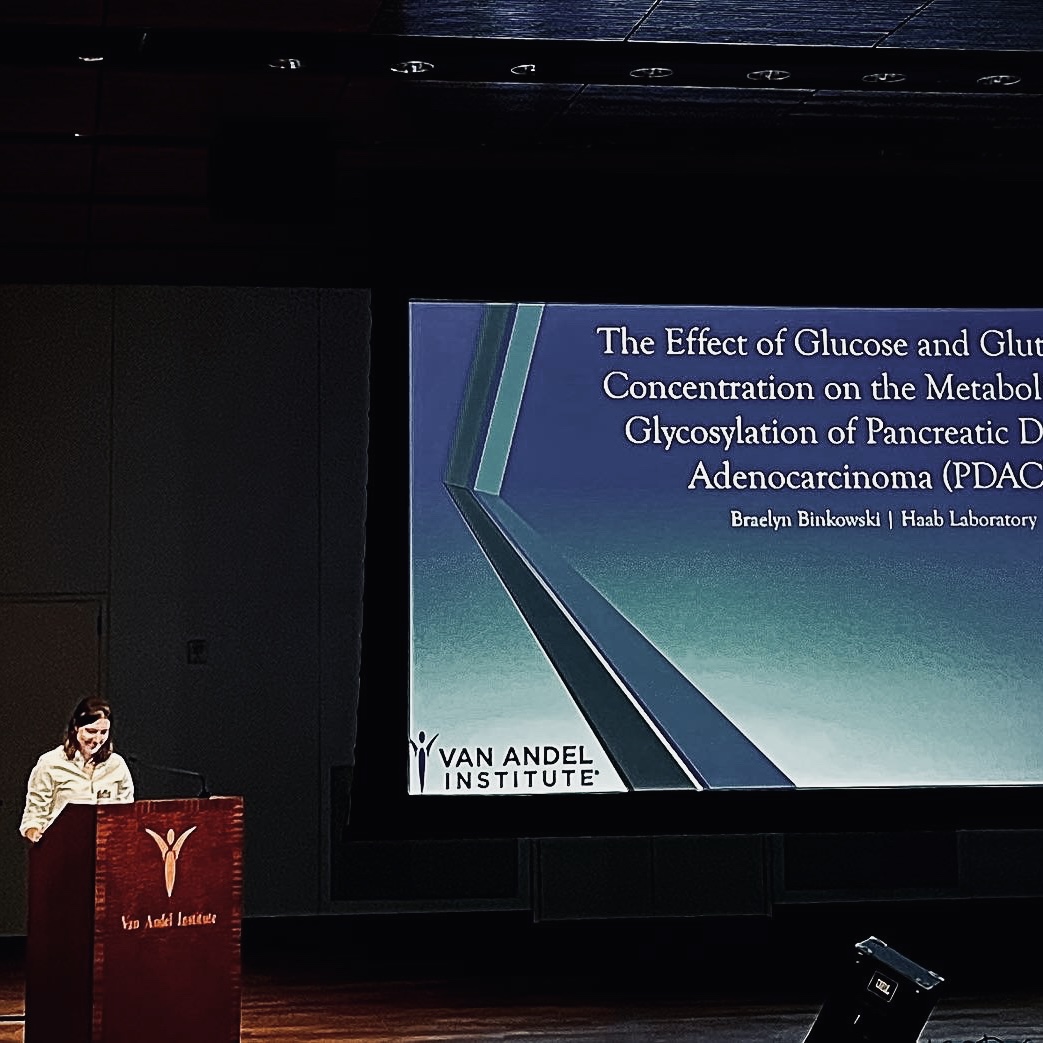 The Effect of Glucose and Glut
Concentration on the Metabol
Glycosylation of Pancreatic D
Adenocarcinoma (PDAC
Braelyn Binkowski | Haab Laboratory
VAN ANDEL
INSTITUTE
Van Andel Institute
JBL